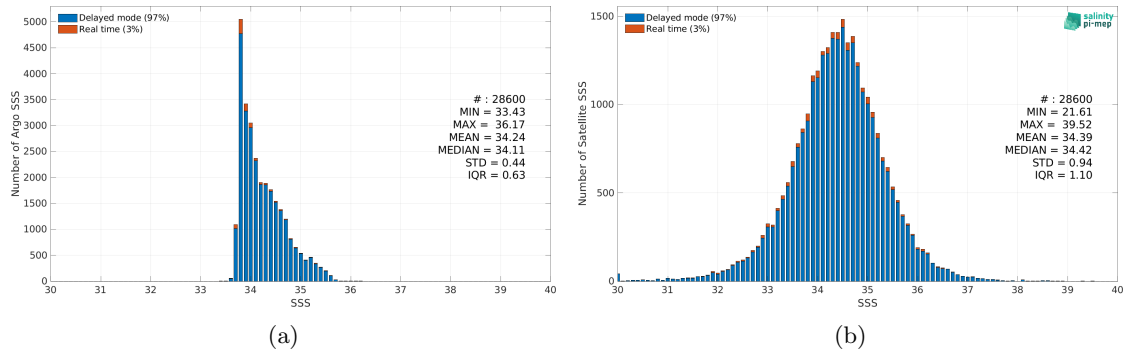 Delayed mode (97%)
Real time (3%)
Number of Argo SSS
5000
4500
4000
3500
3000
2500
2000
1500
1000
500
0
# : 28600
MIN = 33.43
MAX = 36.17
MEAN = 34.24
MEDIAN = 34.11
STD = 0.44
IQR = 0.63
30 31 32 33 34 35 36 37 38 39 40
SSS
(a)
Delayed mode (97%)
Real time (3%)
salinity
pi-mep
Number of Satellite SSS
1500
1000
500
0
# : 28600
MIN = 21.61
MAX = 39.52
MEAN = 34.39
MEDIAN = 34.42
STD = 0.94
IQR = 1.10
30 31 32 33 34 35 36 37 38 39 40
SSS
(b)